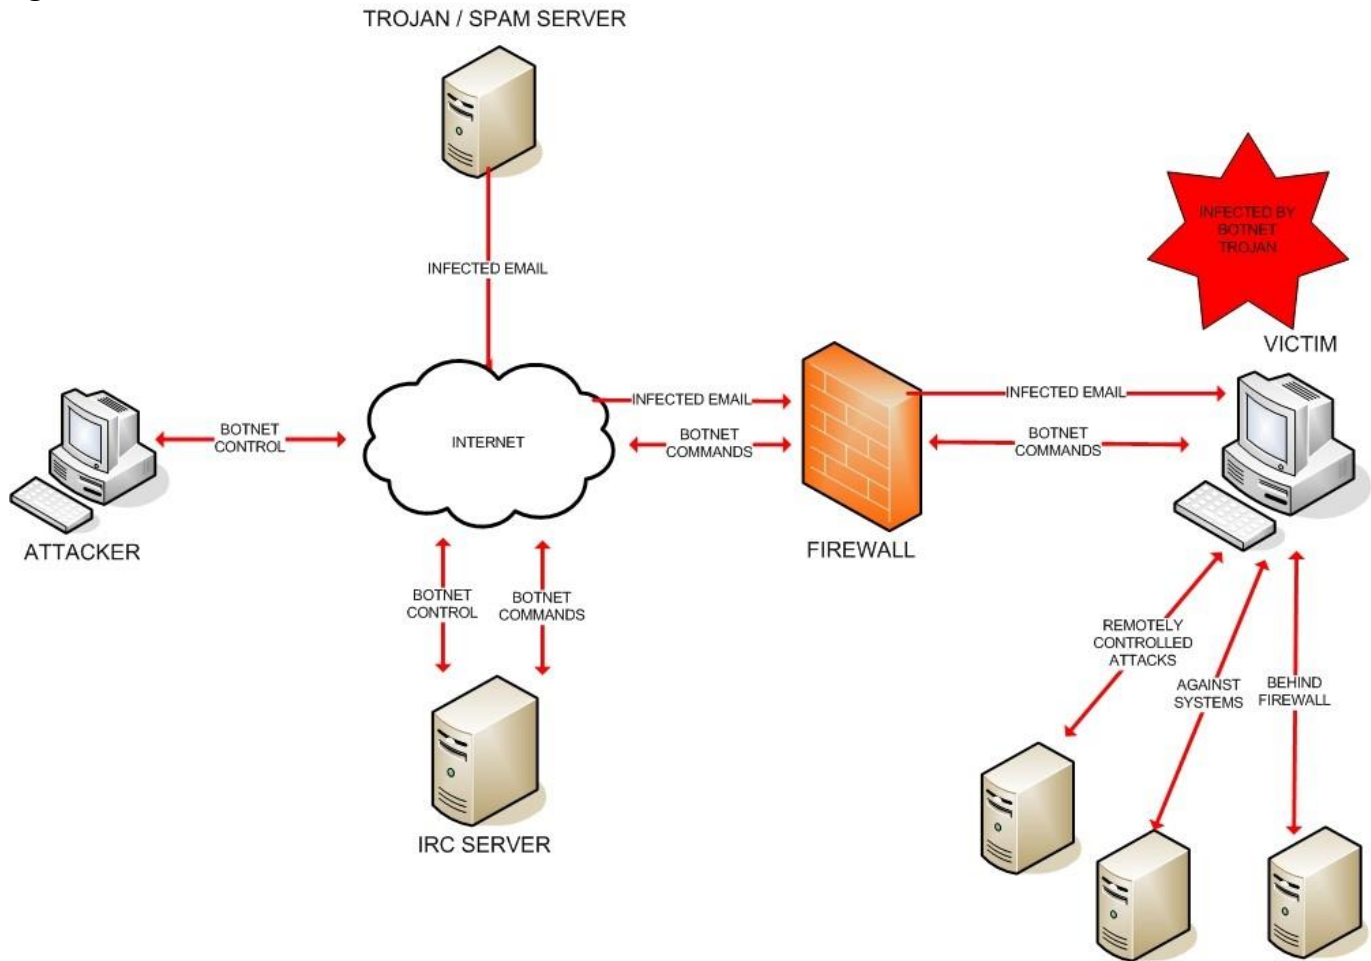 TROJAN / SPAM SERVER
INFECTED BY
BOTNET
TROJAN
INFECTED EMAIL
VICTIM
INFECTED EMAIL
INFECTED EMAIL
BOTNET
CONTROL
INTERNET
BOTNET
COMMANDS
BOTNET
COMMANDS
ATTACKER
FIREWALL
BOTNET
CONTROL
BOTNET
COMMANDS
REMOTELY
CONTROLLED
ATTACKS
AGAINST
SYSTEMS
BEHIND
FIREWALL
IRC SERVER